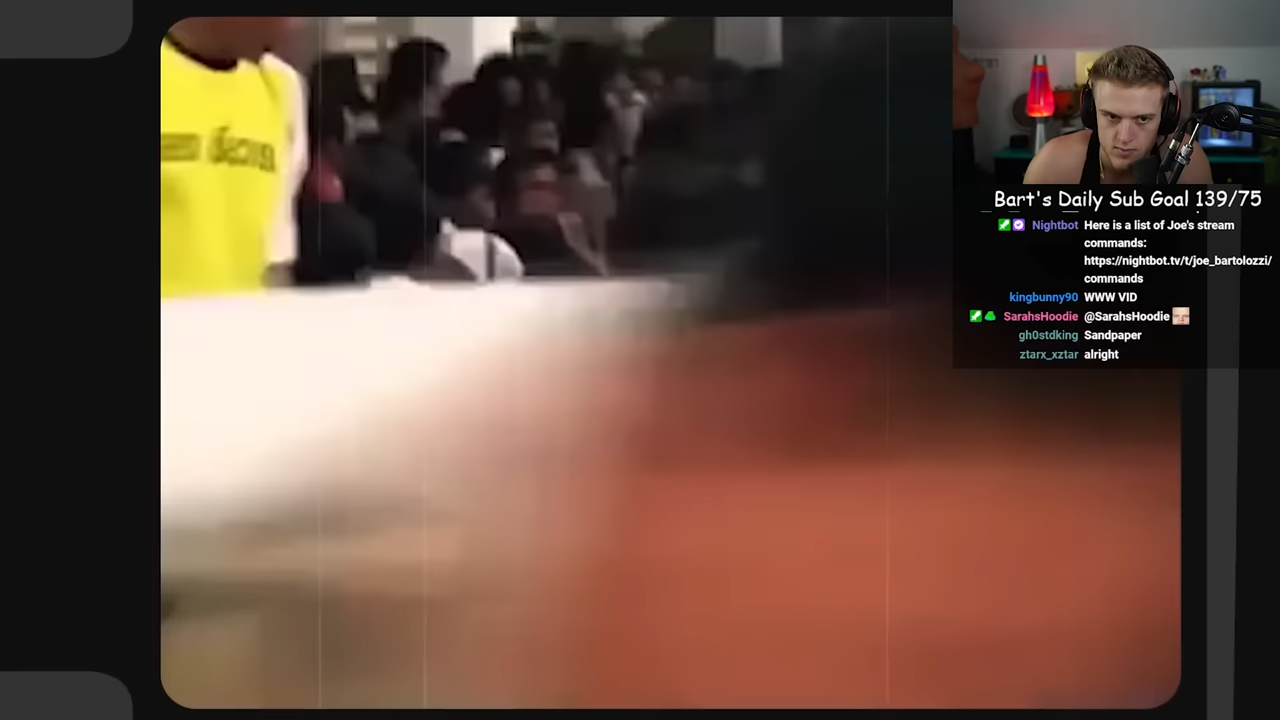 Bart's Daily Sub Goal 139/75
Nightbot Here is a list of Joe's stream
commands:
https://nightbot.tv/t/joe_bartolozzi/
commands
kingbunny90 WWW VID
SarahsHoodie @SarahsHoodie
gh0stdking Sandpaper
ztarx_xztar alright